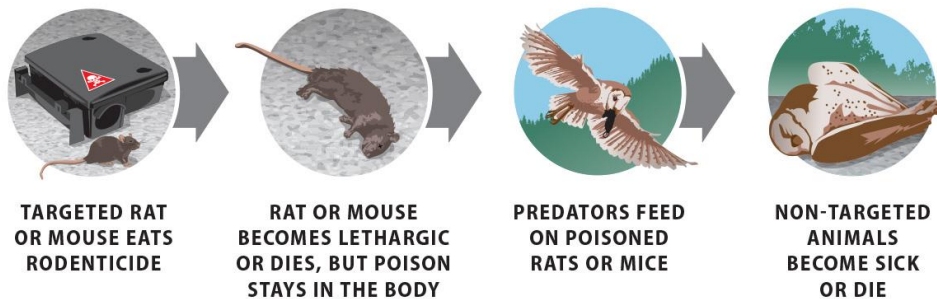 TARGETED RAT
OR MOUSE EATS
RODENTICIDE
RAT OR MOUSE
BECOMES LETHARGIC
OR DIES, BUT POISON
STAYS IN THE BODY
PREDATORS FEED
ON POISONED
RATS OR MICE
NON-TARGETED
ANIMALS
BECOME SICK
OR DIE